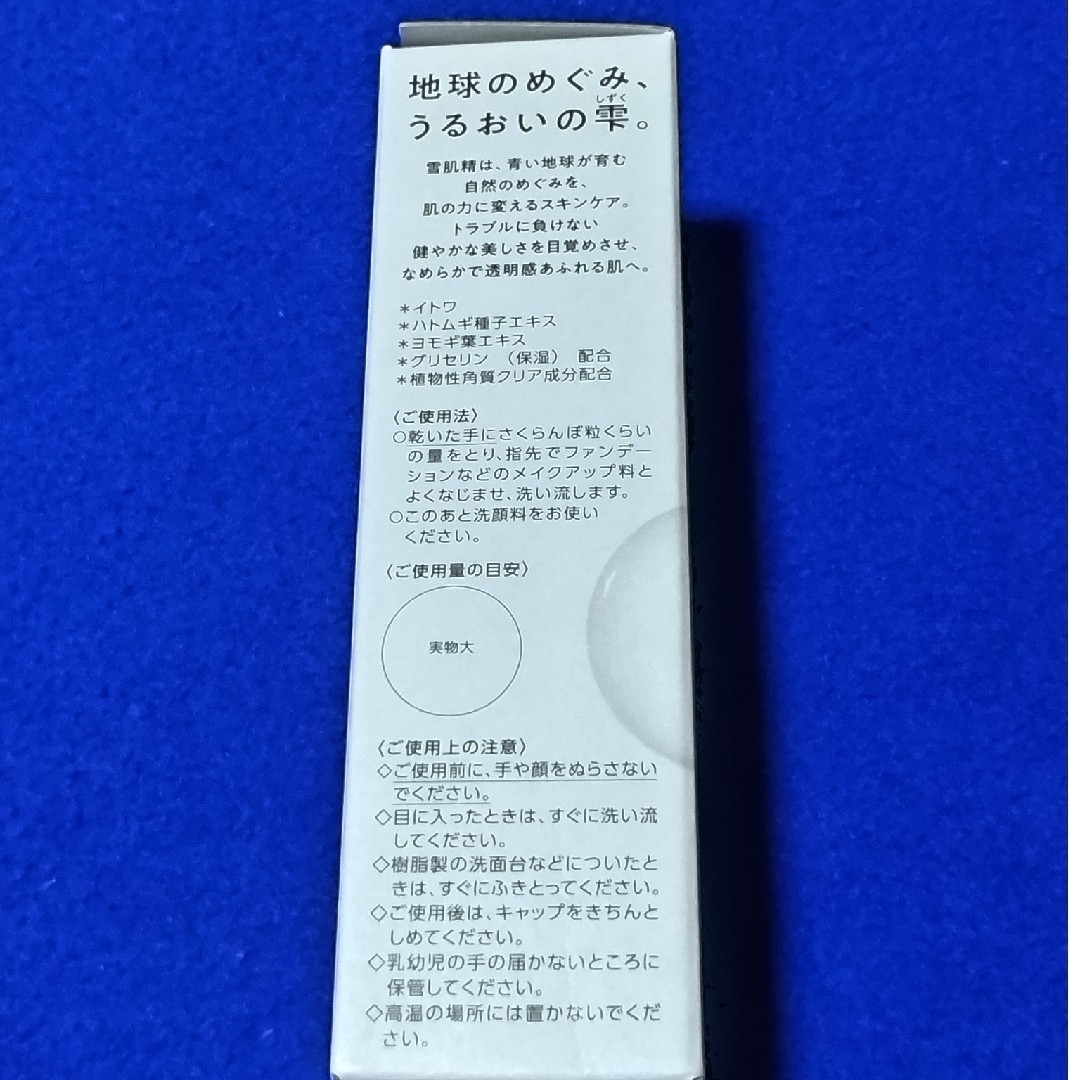 地球のめぐみ、
しずく
うるおいの雫。
雪肌精は、青い地球が育む
自然のめぐみを、
肌の力に変えるスキンケア。
トラブルに負けない
健やかな美しさを目覚めさせ、
なめらかで透明感あふれる肌へ。
＊イトワ
＊ハトムギ種子エキス
＊ヨモギ葉エキス
＊グリセリン （保湿） 配合
＊植物性角質クリア成分配合
〈ご使用法〉
○乾いた手にさくらんぼ粒くらい
の量をとり、指先でファンデー
ションなどのメイクアップ料と
よくなじませ、洗い流します。
○このあと洗顔料をお使い
ください。
〈ご使用量の目安〉
実物大
〈ご使用上の注意〉
◇ご使用前に、手や顔をぬらさない
でください。
◇目に入ったときは、すぐに洗い流
してください。
◇樹脂製の洗面台などについたと
きは、すぐにふきとってください。
◇ご使用後は、キャップをきちんと
しめてください。
◇乳幼児の手の届かないところに
保管してください。
◇高温の場所には置かないでくだ
さい。